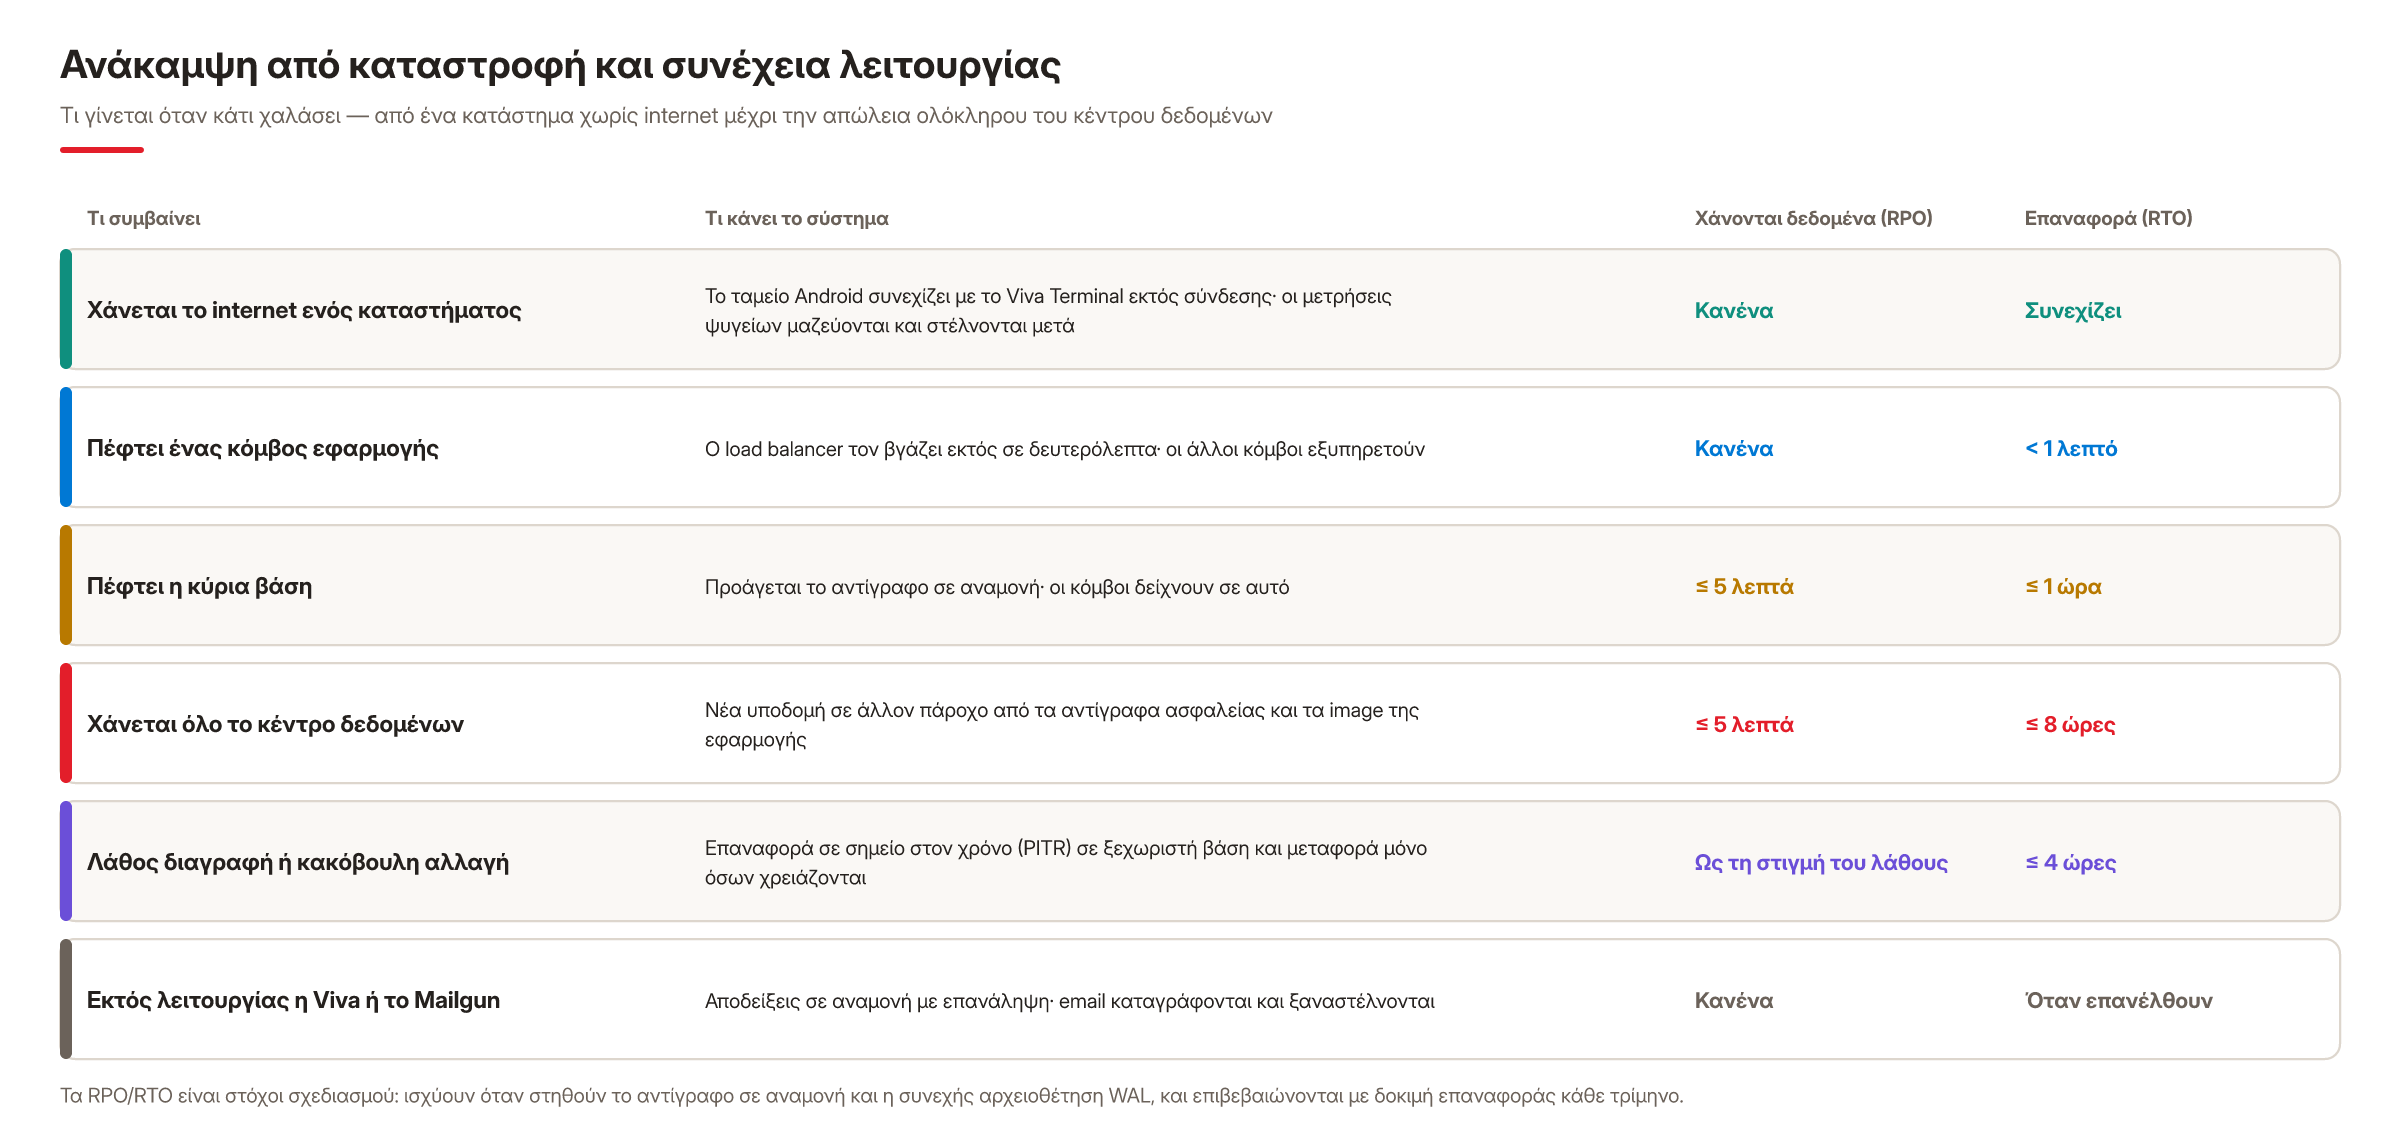 Ανάκαμψη από καταστροφή και συνέχεια λειτουργίας
Τι γίνεται όταν κάτι χαλάσει — από ένα κατάστημα χωρίς internet μέχρι την απώλεια ολόκληρου του κέντρου δεδομένων
Τι συμβαίνει
Τι κάνει το σύστημα
Χάνονται δεδομένα (RPO)
Επαναφορά (RTO)
Χάνεται το internet ενός καταστήματος
Το ταμείο Android συνεχίζει με το Viva Terminal εκτός σύνδεσης· οι μετρήσεις
ψυγείων μαζεύονται και στέλνονται μετά
Κανένα
Συνεχίζει
Πέφτει ένας κόμβος εφαρμογής
Ο load balancer τον βγάζει εκτός σε δευτερόλεπτα· οι άλλοι κόμβοι εξυπηρετούν
Κανένα
< 1 λεπτό
Πέφτει η κύρια βάση
Προάγεται το αντίγραφο σε αναμονή· οι κόμβοι δείχνουν σε αυτό
≤ 5 λεπτά
≤ 1 ώρα
Χάνεται όλο το κέντρο δεδομένων
Νέα υποδομή σε άλλον πάροχο από τα αντίγραφα ασφαλείας και τα image της
εφαρμογής
≤ 5 λεπτά
≤ 8 ώρες
Λάθος διαγραφή ή κακόβουλη αλλαγή
Επαναφορά σε σημείο στον χρόνο (PITR) σε ξεχωριστή βάση και μεταφορά μόνο
όσων χρειάζονται
Ως τη στιγμή του λάθους
≤ 4 ώρες
Εκτός λειτουργίας η Viva ή το Mailgun
Αποδείξεις σε αναμονή με επανάληψη· email καταγράφονται και ξαναστέλνονται
Κανένα
Όταν επανέλθουν
Τα RPO/RTO είναι στόχοι σχεδιασμού: ισχύουν όταν στηθούν το αντίγραφο σε αναμονή και η συνεχής αρχειοθέτηση WAL, και επιβεβαιώνονται με δοκιμή επαναφοράς κάθε τρίμηνο.